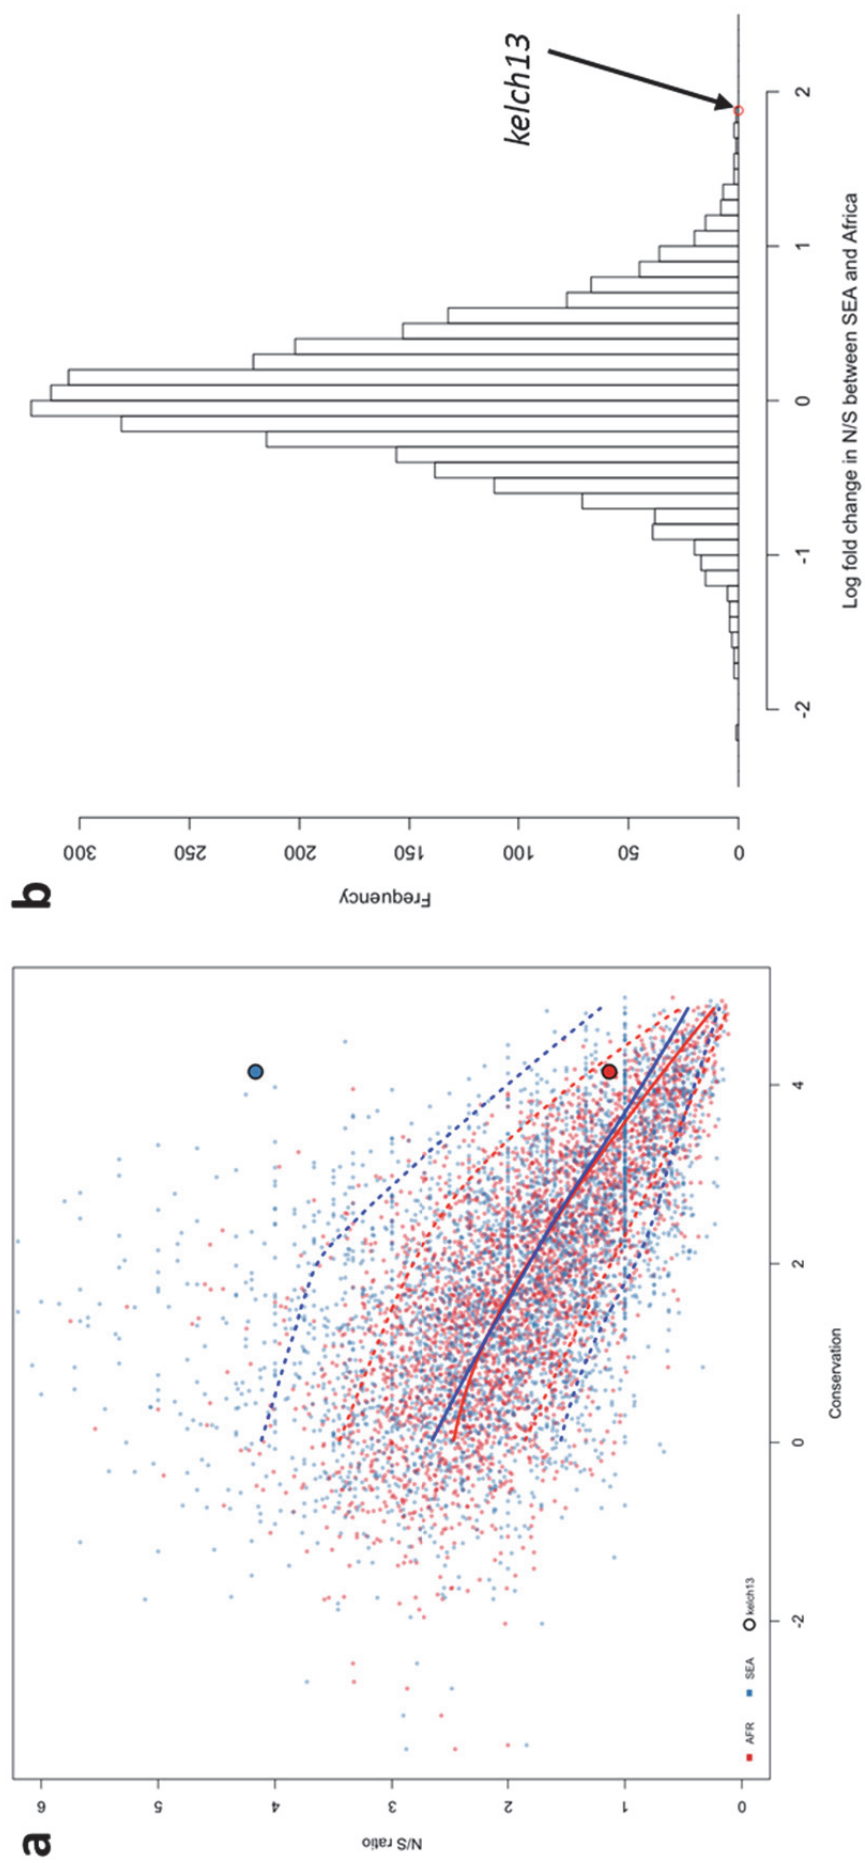 a
N/S ratio
6
5
4
3
2
1
0
-2
0
2
4
Conservation
AFR
SEA
kelch13
b
Frequency
300
250
200
150
100
50
0
-2
-1
0
1
2
Log fold change in N/S between SEA and Africa
kelch13